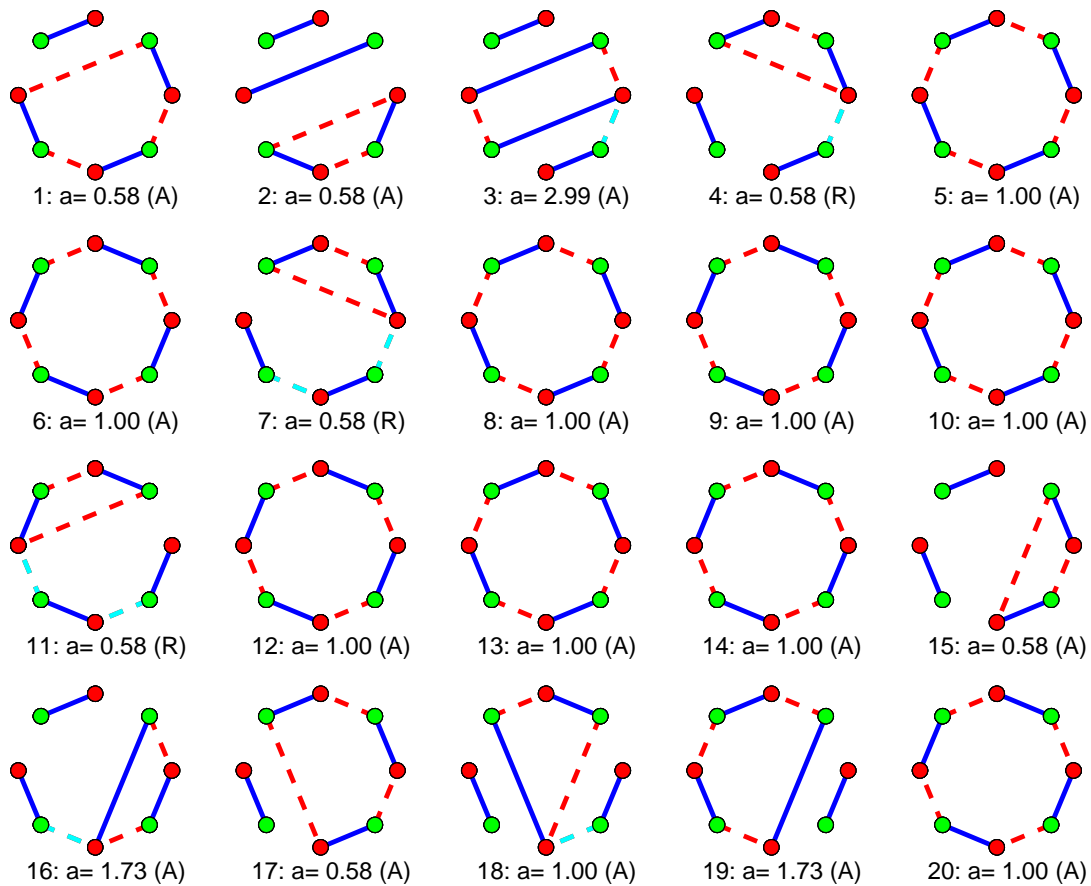 1: a= 0.58 (A)
2: a= 0.58 (A)
3: a= 2.99 (A)
4: a= 0.58 (R)
5: a= 1.00 (A)
6: a= 1.00 (A)
7: a= 0.58 (R)
8: a= 1.00 (A)
9: a= 1.00 (A)
10: a= 1.00 (A)
11: a= 0.58 (R)
12: a= 1.00 (A)
13: a= 1.00 (A)
14: a= 1.00 (A)
15: a= 0.58 (A)
16: a= 1.73 (A)
17: a= 0.58 (A)
18: a= 1.00 (A)
19: a= 1.73 (A)
20: a= 1.00 (A)